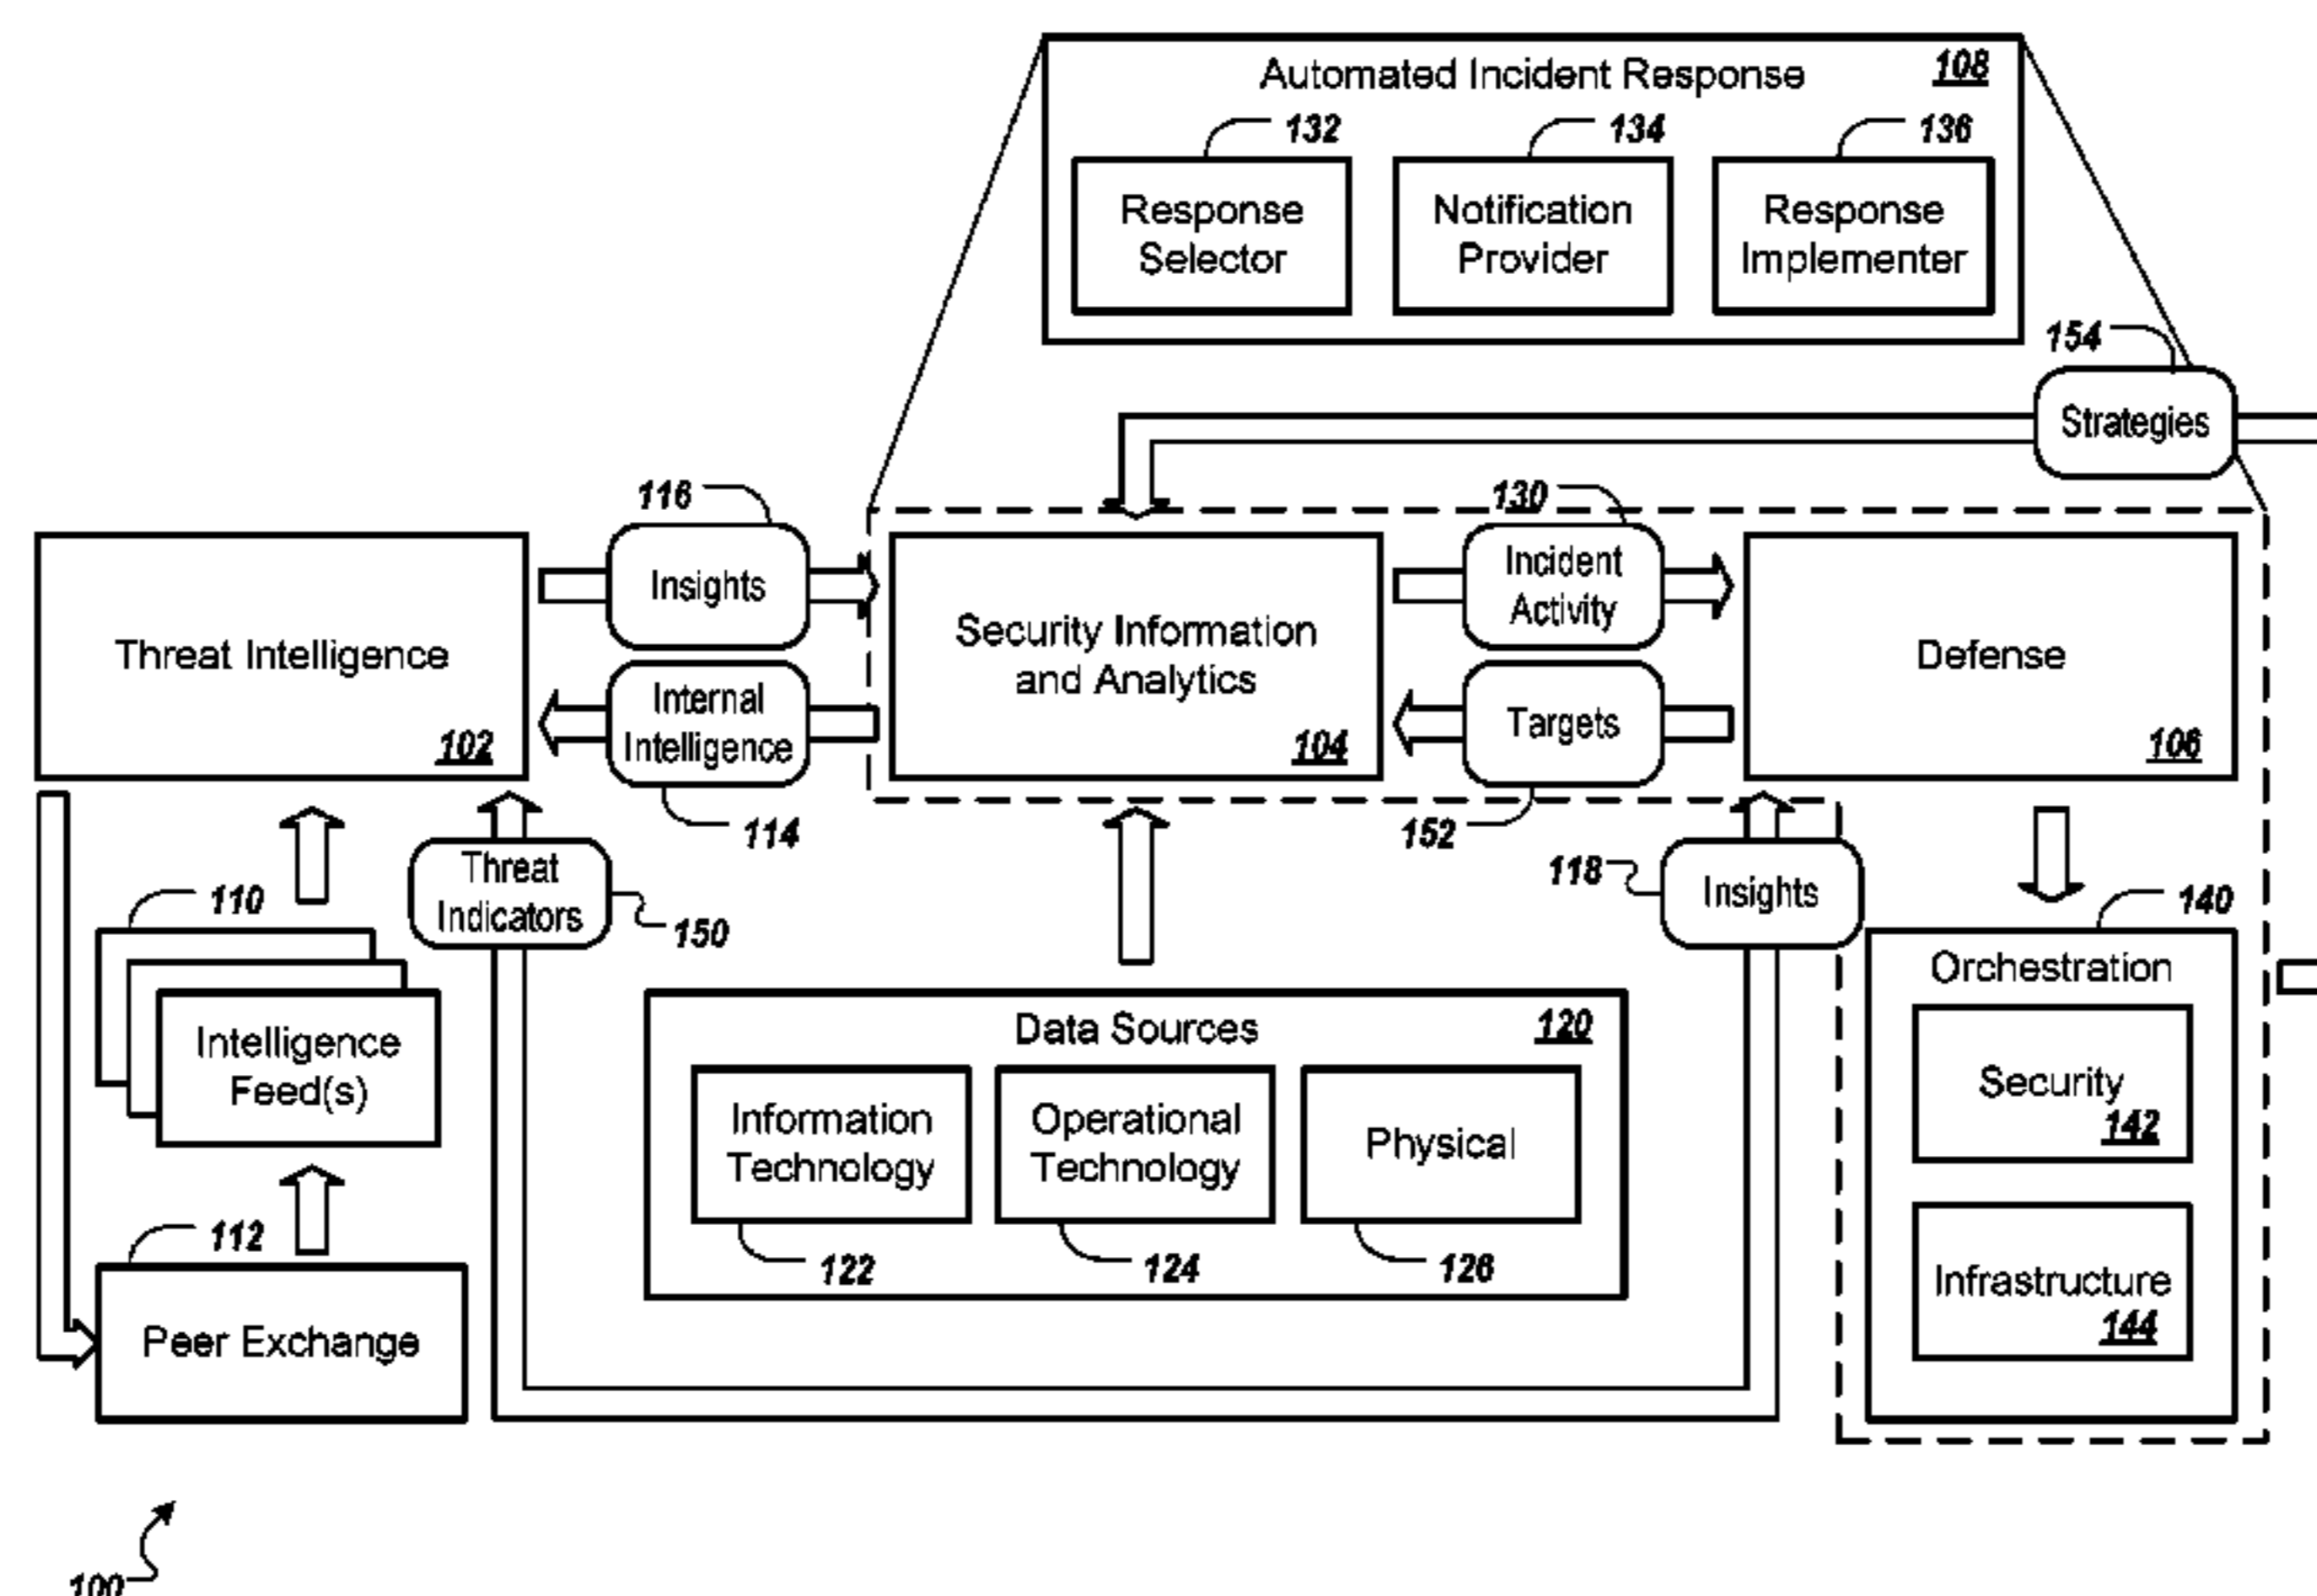 Automated Incident Response
108
132
134
136
Response
Selector
Notification
Provider
Response
Implementer
154
Strategies
116
130
Insights
Incident
Activity
Threat Intelligence
102
Security Information
and Analytics
104
Defense
106
Internal
Intelligence
Targets
114
152
118
Threat
Indicators
150
Insights
110
140
Intelligence
Feed(s)
Orchestration
Security
142
Infrastructure
144
Data Sources
120
Information
Technology
Operational
Technology
Physical
122
124
126
112
Peer Exchange
100